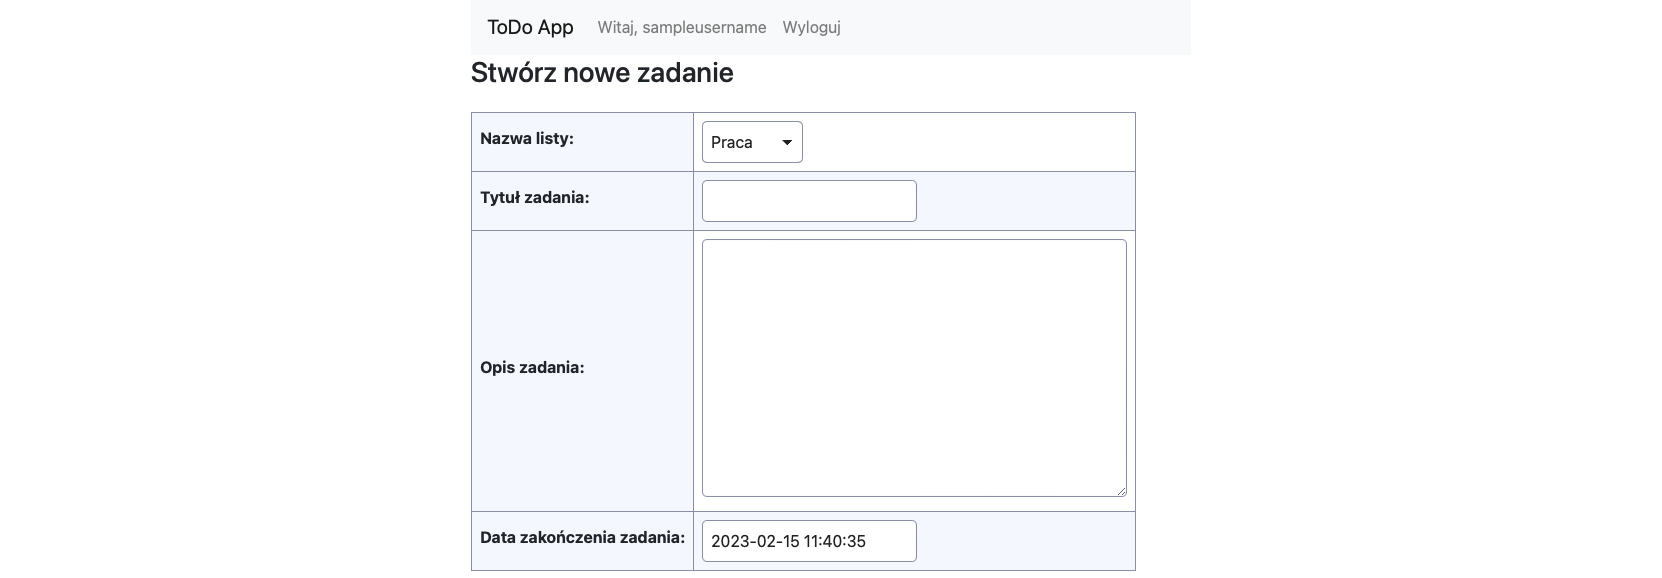 ToDo App Witaj, sampleusername Wyloguj
Stwórz nowe zadanie
Nazwa listy: Praca
Tytuł zadania:
Opis zadania:
Data zakończenia zadania: 2023-02-15 11:40:35